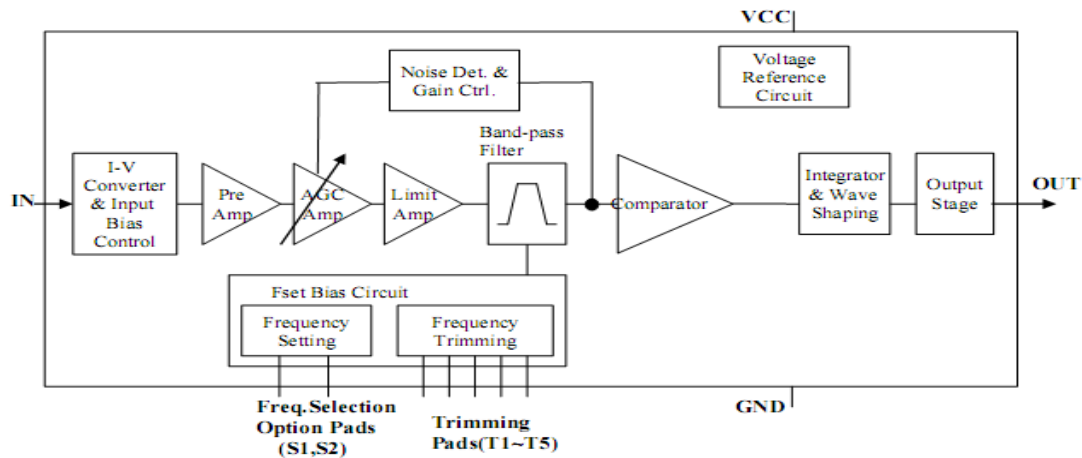 VCC
Noise Det. &
Gain Ctrl.
Voltage
Reference
Circuit
Band-pass
Filter
IN
I-V
Converter
& Input
Bias
Control
Pre
Amp
AGC
Amp
Limit
Amp
Comparator
Integrator
& Wave
Shaping
Output
Stage
OUT
Fset Bias Circuit
Frequency
Setting
Frequency
Trimming
Freq.Selection
Option Pads
(S1,S2)
Trimming
Pads(T1~T5)
GND